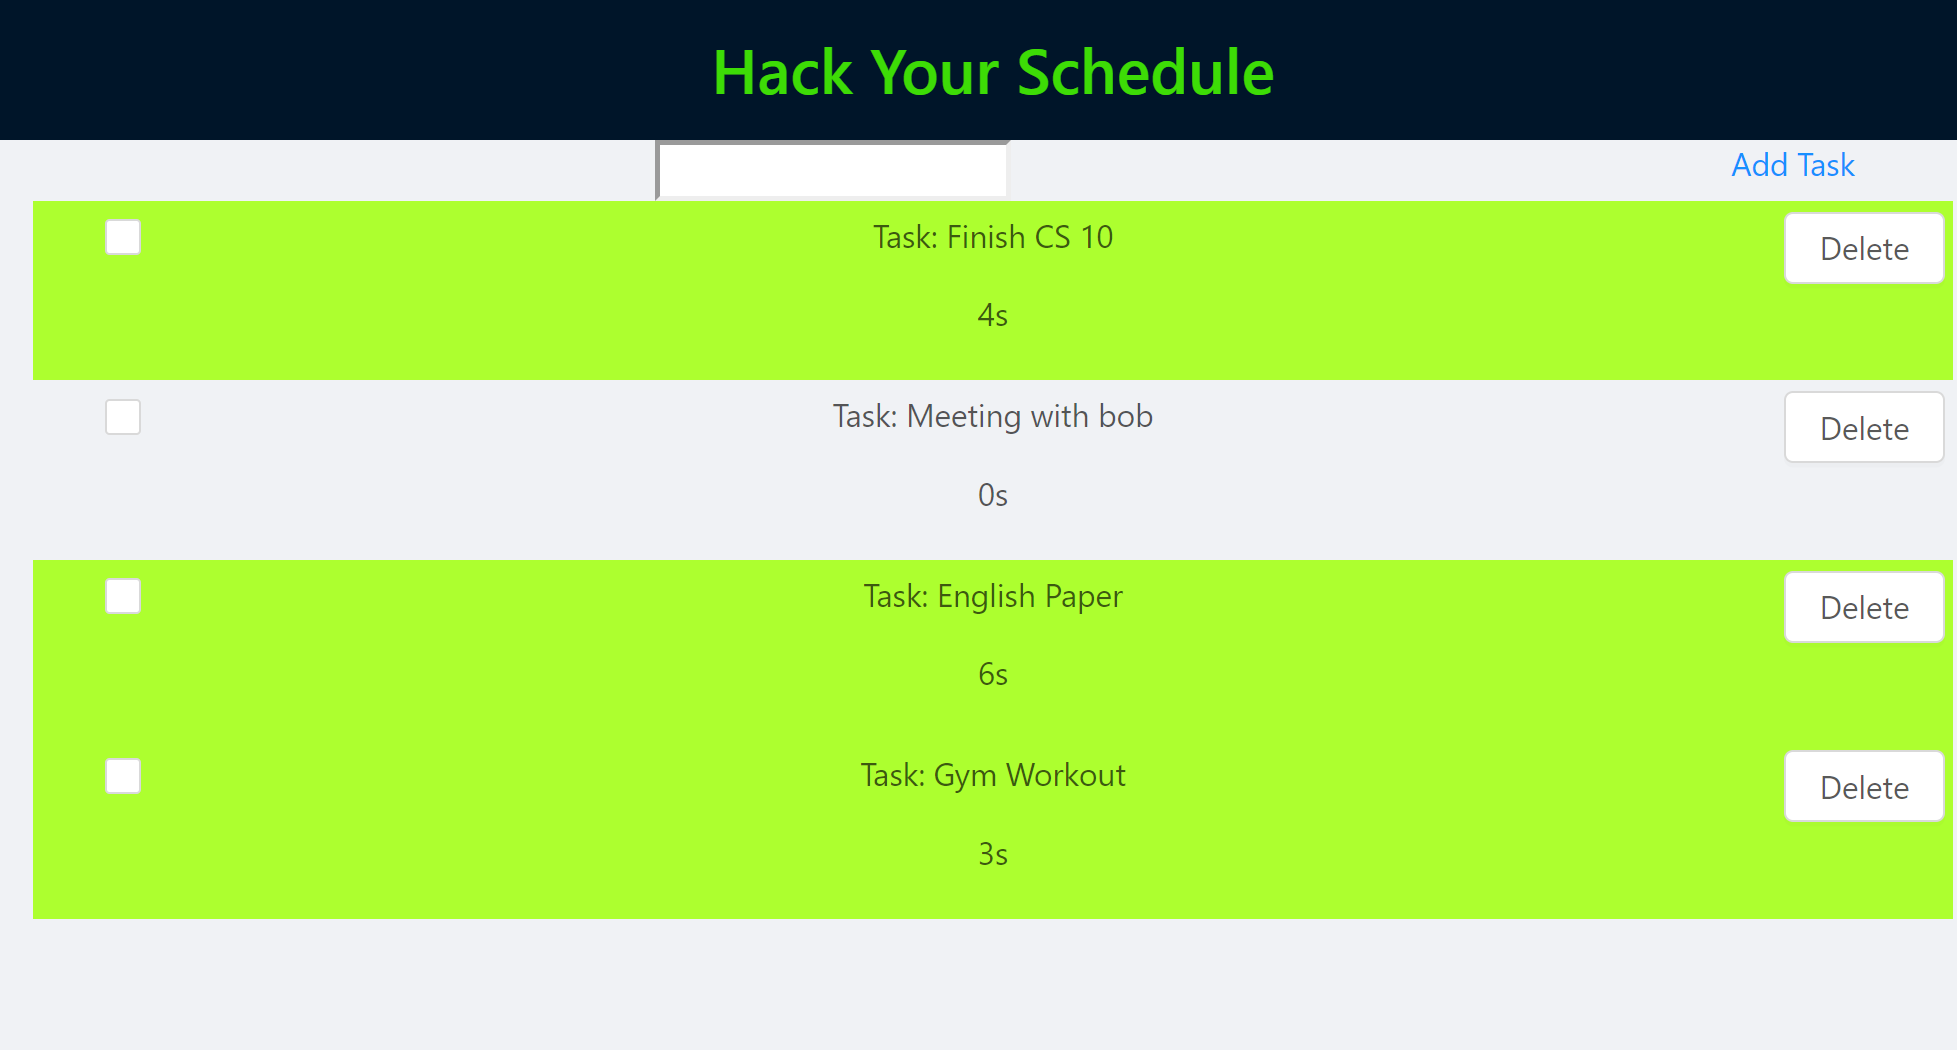 Hack Your Schedule
Add Task
Task: Finish CS 10
Delete
4s
Task: Meeting with bob
Delete
0s
Task: English Paper
Delete
6s
Task: Gym Workout
Delete
3s